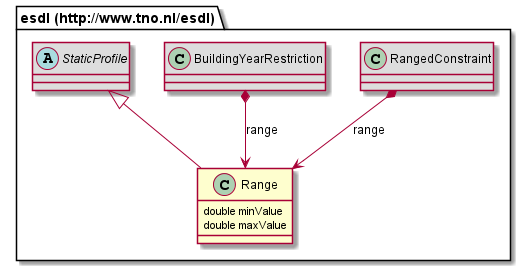 esdl (http://www.tno.nl/esdl)
A StaticProfile
C BuildingYearRestriction
C RangedConstraint
range
range
C Range
double minValue
double maxValue